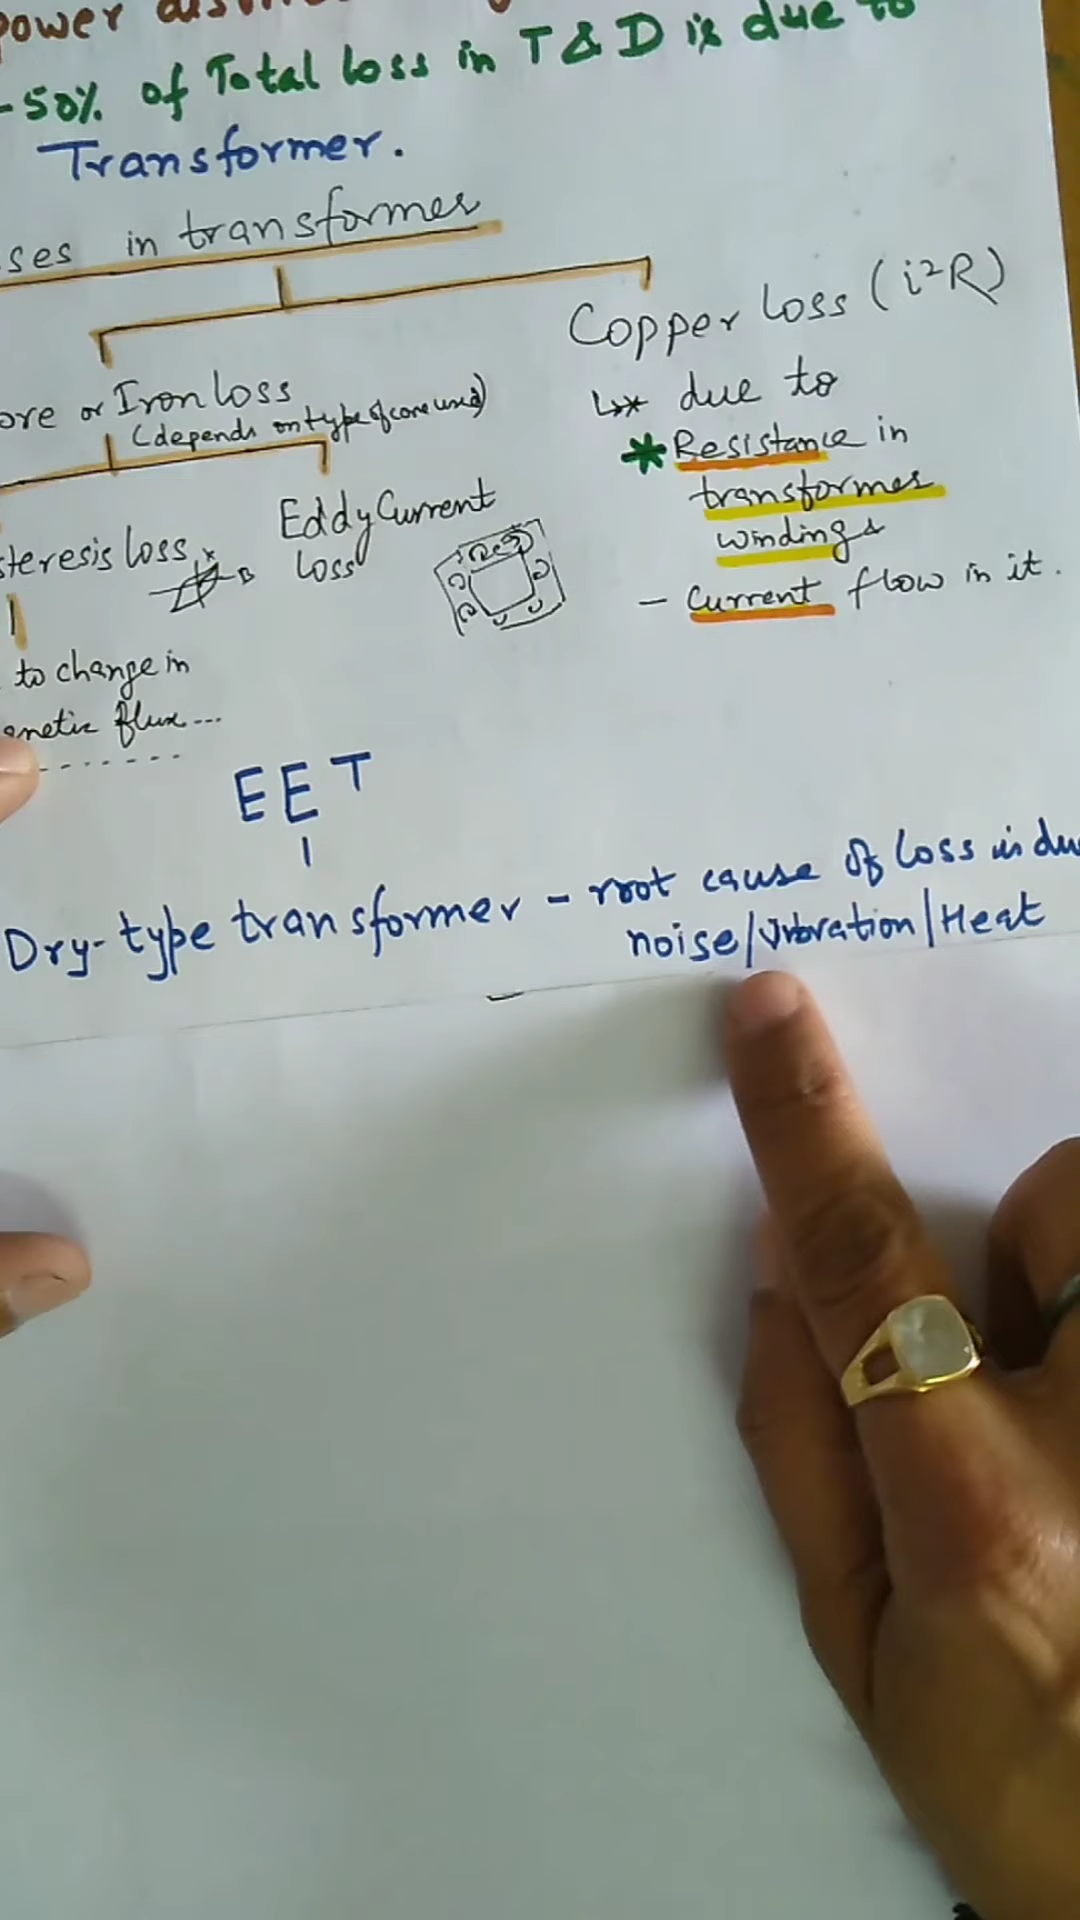 power
-50% of Total loss in T & D is due to
Transformer.
ses in transformer
Copper loss (i²R)
ore or Iron loss
(depends on type of core used)
due to
Resistance in
transformer
windings
- Current flow in it.
steresis loss
B
Eddy Current
loss
to change in
gnetic flux...
EET
Dry-type transformer - root cause of loss is du
noise/Vibration/Heat